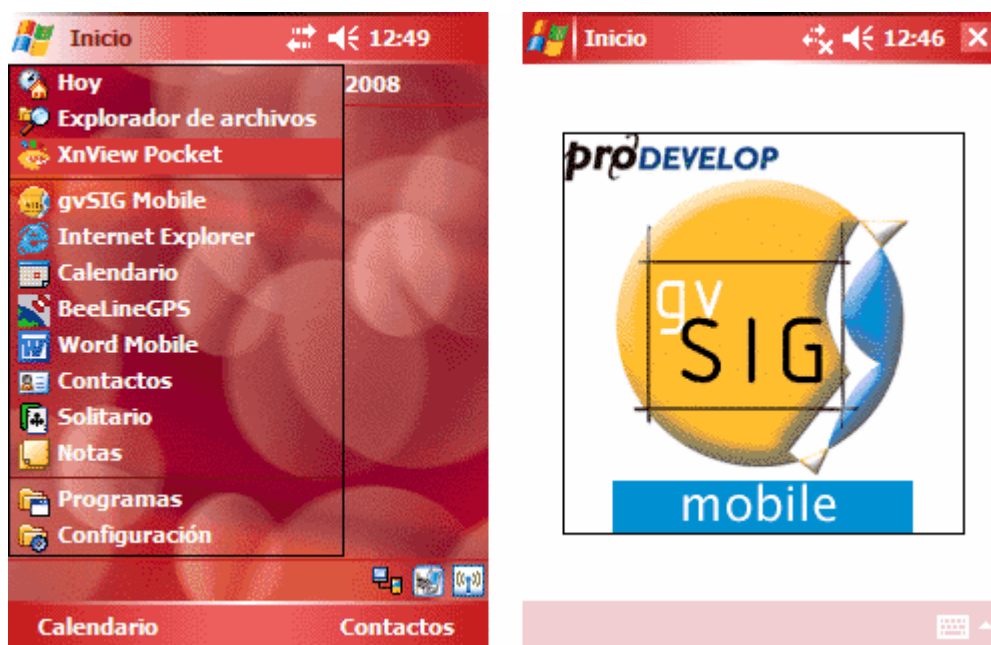 Inicio 12:49
Hoy
2008
Explorador de archivos
XnView Pocket
gvSIG Mobile
Internet Explorer
Calendario
BeeLineGPS
Word Mobile
Contactos
Solitario
Notas
Programas
Configuración
Calendario Contactos
Inicio 12:46
proDEVELOP
gv
SIG
mobile